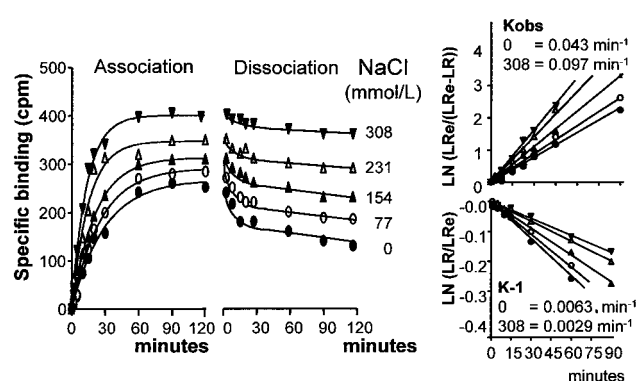 Association
Dissociation
NaCl
(mmol/L)
Specific binding (cpm)
500
400
300
200
100
00
308
231
154
77
0
0 30 60 90 120
minutes
0 30 60 90 120
minutes
LN (LRe/(LRe-LR))
4
3
2
1
0
Kobs
0 = 0.043 min-1
308 = 0.097 min-1
LN (LR/LRe)
-0.0
-0.1
-0.2
-0.3
-0.4
K-1
0 = 0.0063. min-1
308 = 0.0029 min-1
0 15 30 45 60 75 90
minutes